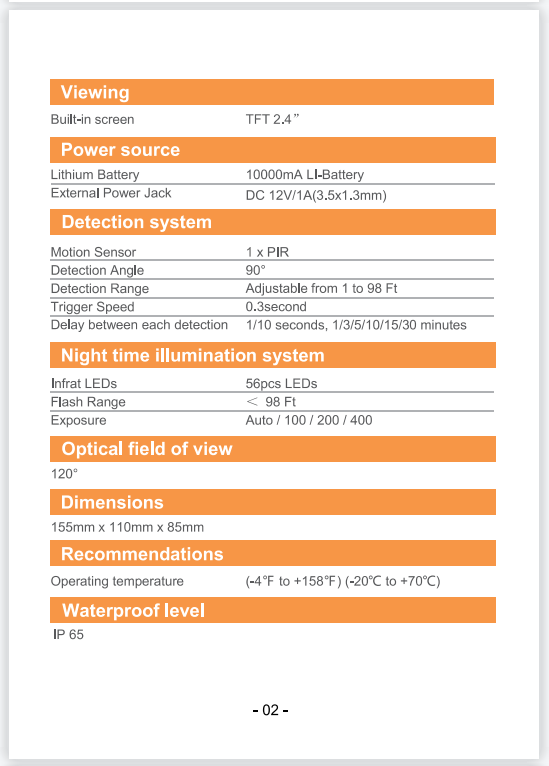 Viewing
Built-in screen TFT 2.4”
Power source
Lithium Battery 10000mA LI-Battery
External Power Jack DC 12V/1A(3.5x1.3mm)
Detection system
Motion Sensor 1 x PIR
Detection Angle 90°
Detection Range Adjustable from 1 to 98 Ft
Trigger Speed 0.3second
Delay between each detection 1/10 seconds, 1/3/5/10/15/30 minutes
Night time illumination system
Infrat LEDs 56pcs LEDs
Flash Range ＜ 98 Ft
Exposure Auto / 100 / 200 / 400
Optical field of view
120°
Dimensions
155mm x 110mm x 85mm
Recommendations
Operating temperature (-4℉ to +158℉) (-20℃ to +70℃)
Waterproof level
IP 65
- 02 -